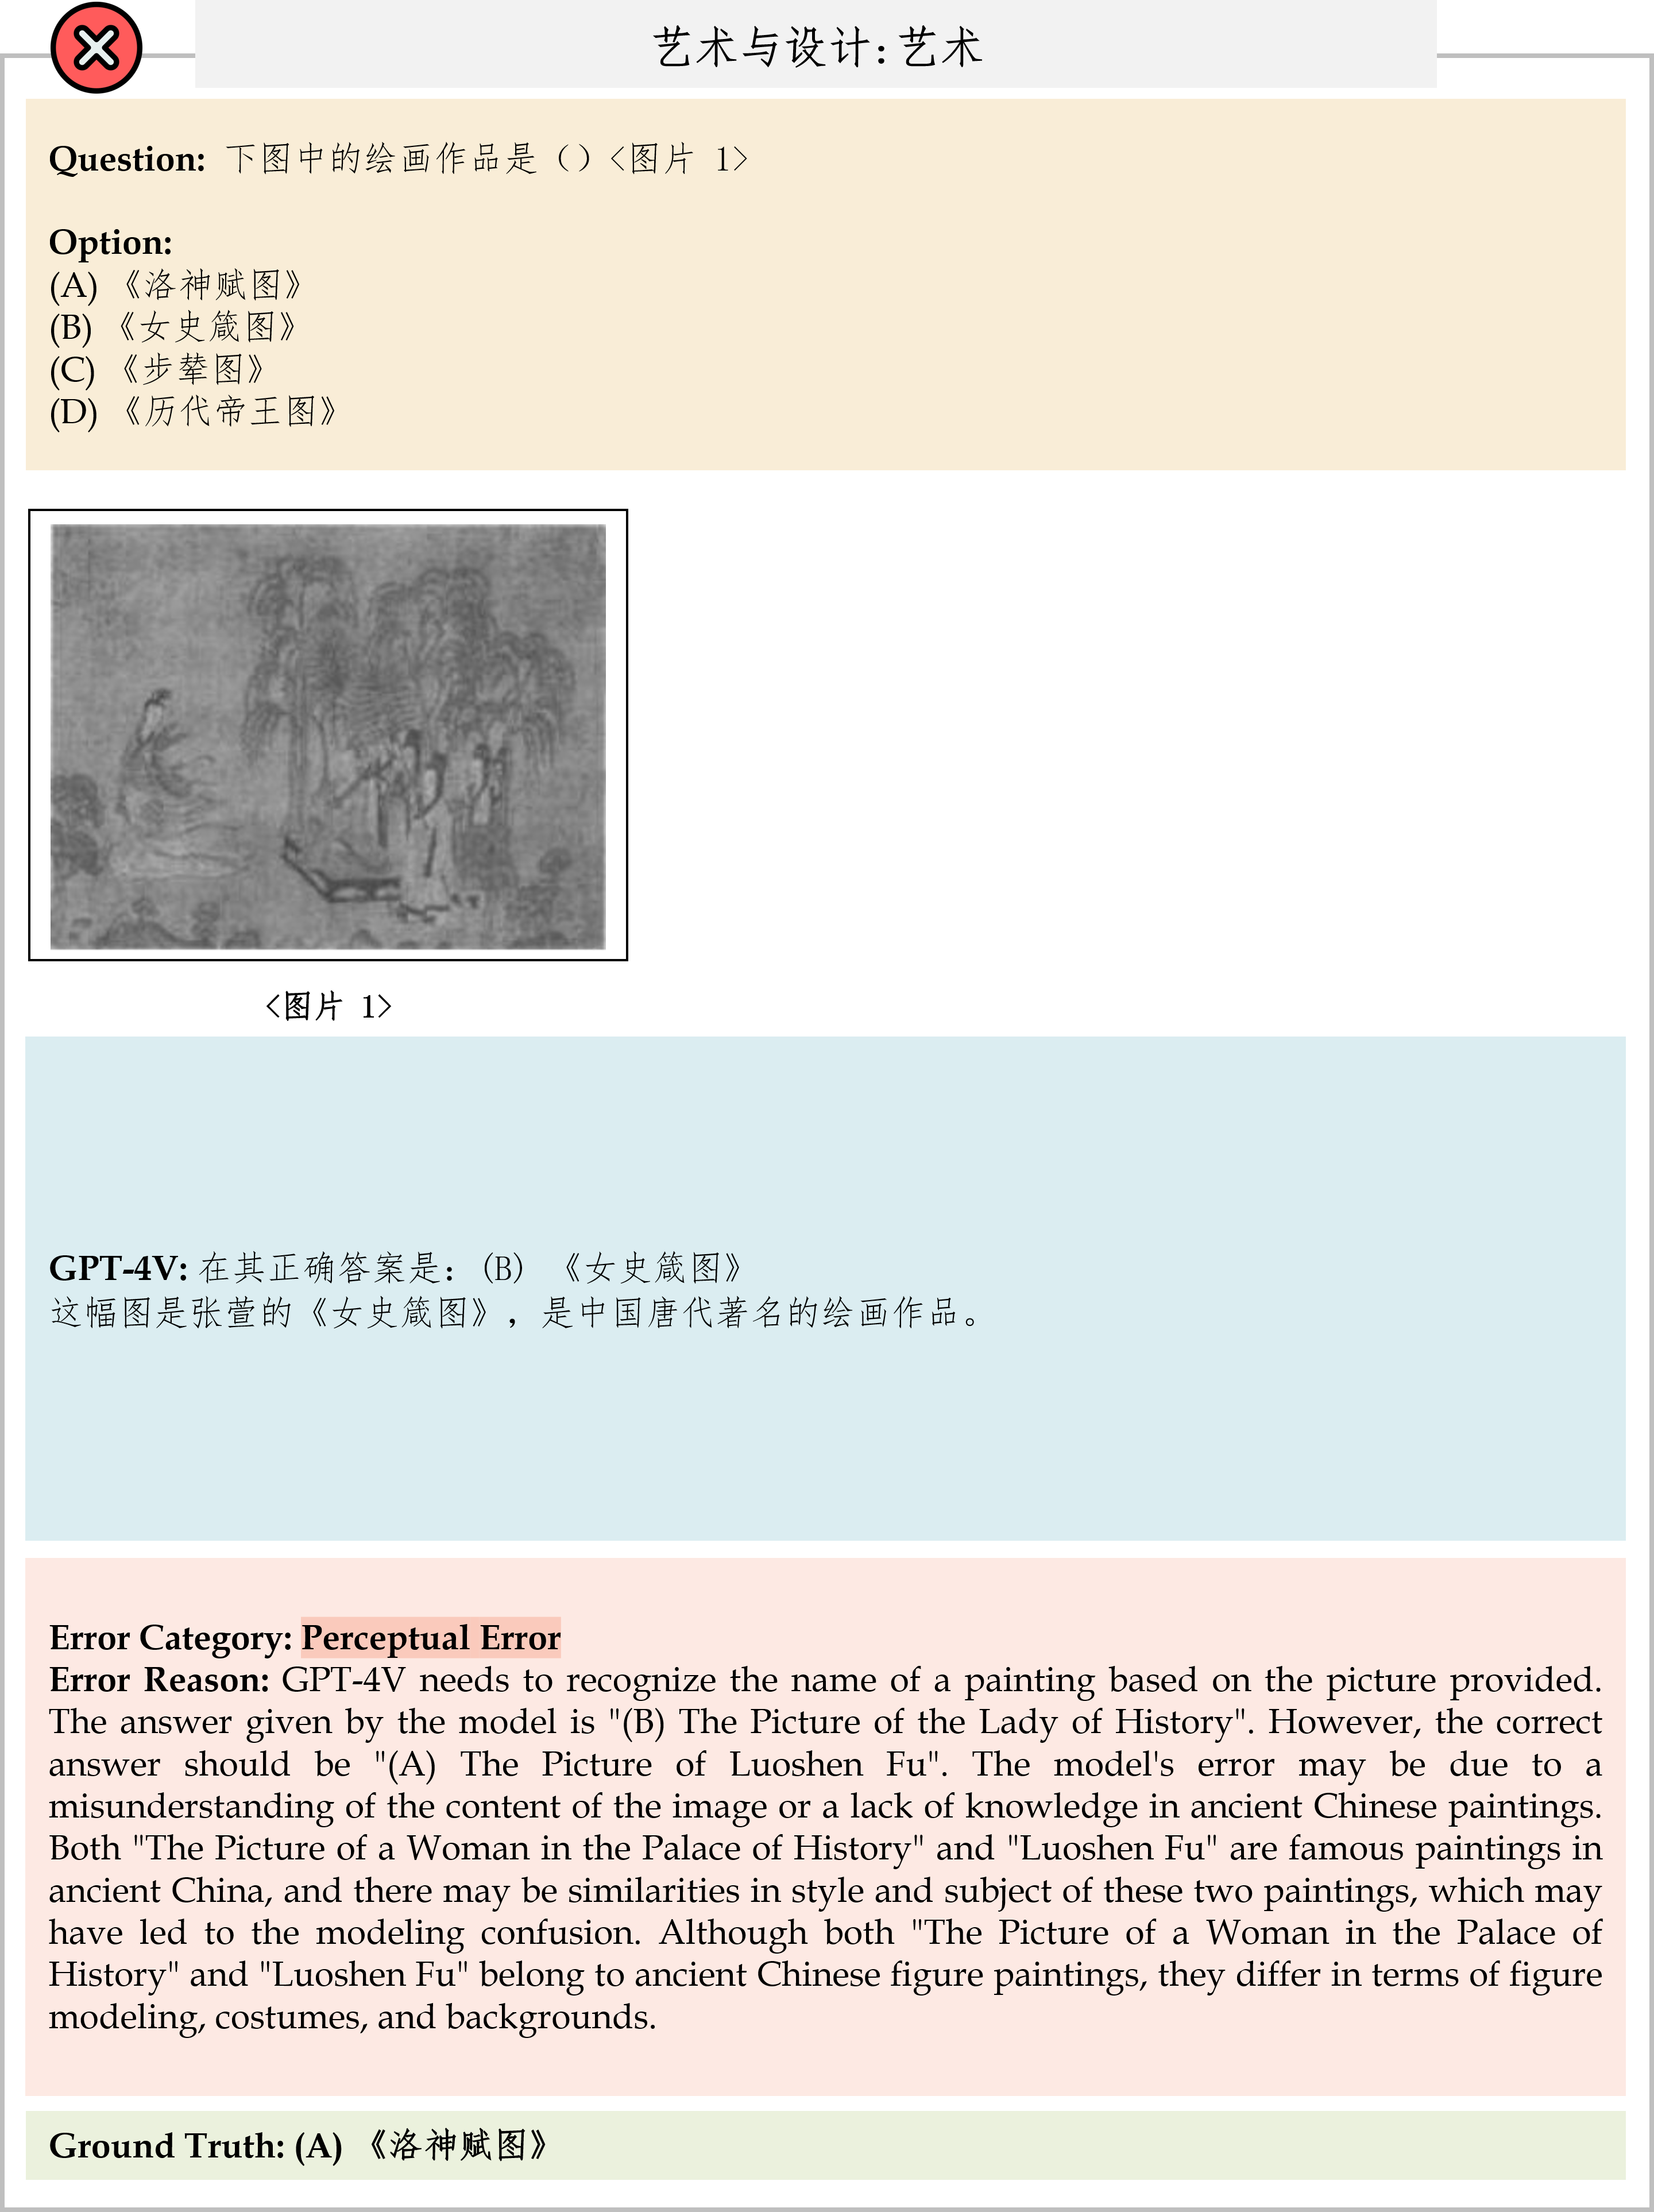 艺术与设计:艺术
Question: 下图中的绘画作品是（）<图片 1>
Option:
(A) 《洛神赋图》
(B) 《女史箴图》
(C) 《步辇图》
(D) 《历代帝王图》
<图片 1>
GPT-4V: 在其正确答案是：(B) 《女史箴图》
这幅图是张萱的《女史箴图》，是中国唐代著名的绘画作品。
Error Category: Perceptual Error
Error Reason: GPT-4V needs to recognize the name of a painting based on the picture provided.
The answer given by the model is "(B) The Picture of the Lady of History". However, the correct
answer should be "(A) The Picture of Luoshen Fu". The model's error may be due to a
misunderstanding of the content of the image or a lack of knowledge in ancient Chinese paintings.
Both "The Picture of a Woman in the Palace of History" and "Luoshen Fu" are famous paintings in
ancient China, and there may be similarities in style and subject of these two paintings, which may
have led to the modeling confusion. Although both "The Picture of a Woman in the Palace of
History" and "Luoshen Fu" belong to ancient Chinese figure paintings, they differ in terms of figure
modeling, costumes, and backgrounds.
Ground Truth: (A) 《洛神赋图》